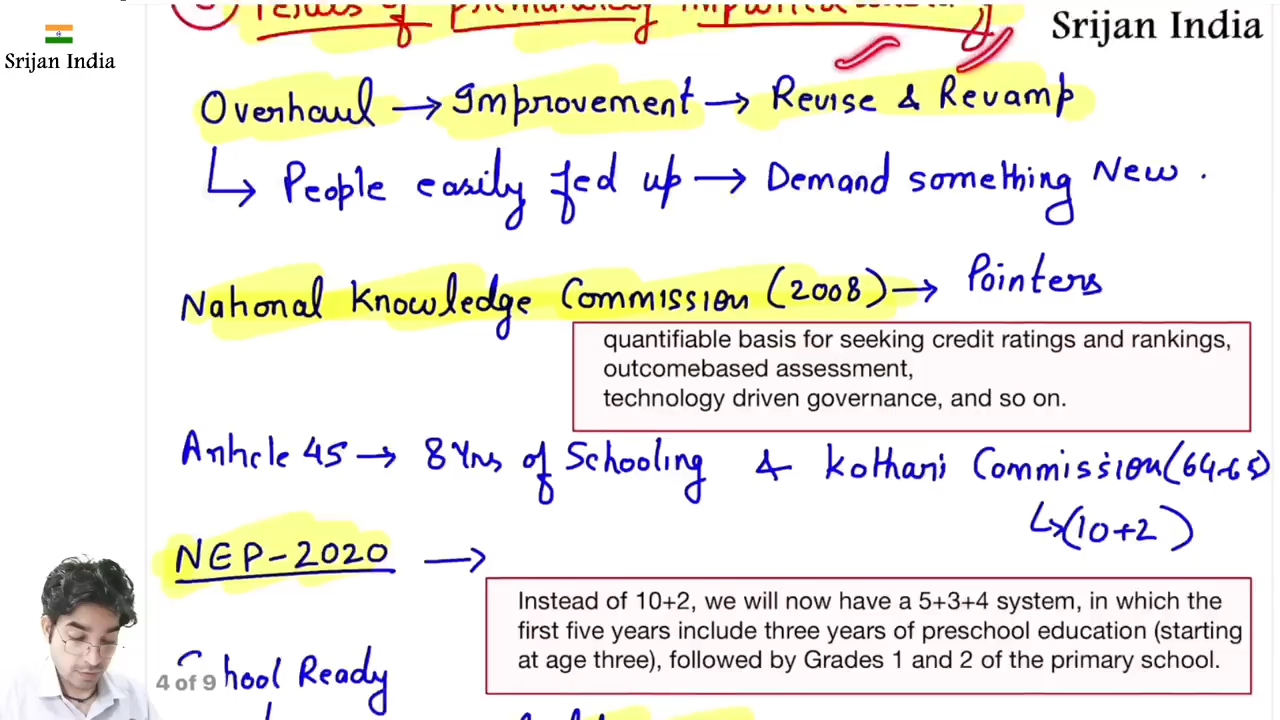 Perils of prematurely
Srijan India
Srijan India
Overhaul → Improvement → Revise & Revamp
↳ People easily fed up → Demand something New.
National Knowledge Commission (2008) → Pointers
quantifiable basis for seeking credit ratings and rankings,
outcomebased assessment,
technology driven governance, and so on.
Article 45 → 8 Yrs of Schooling & Kothari Commission (64-65)
↳ (10+2)
NEP-2020 →
Instead of 10+2, we will now have a 5+3+4 system, in which the
first five years include three years of preschool education (starting
at age three), followed by Grades 1 and 2 of the primary school.
School Ready
4 of 9